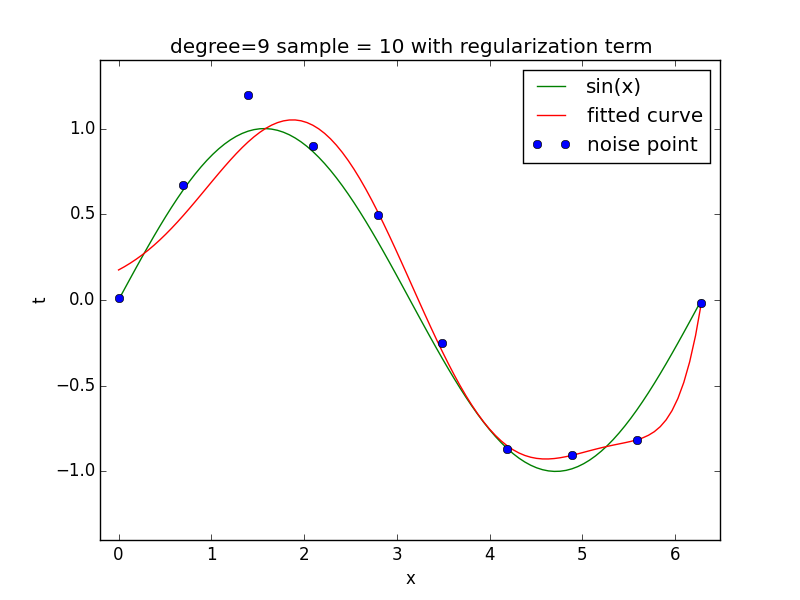 degree=9 sample = 10 with regularization term
sin(x)
fitted curve
noise point
1.0
0.5
0.0
−0.5
−1.0
t
0 1 2 3 4 5 6
x